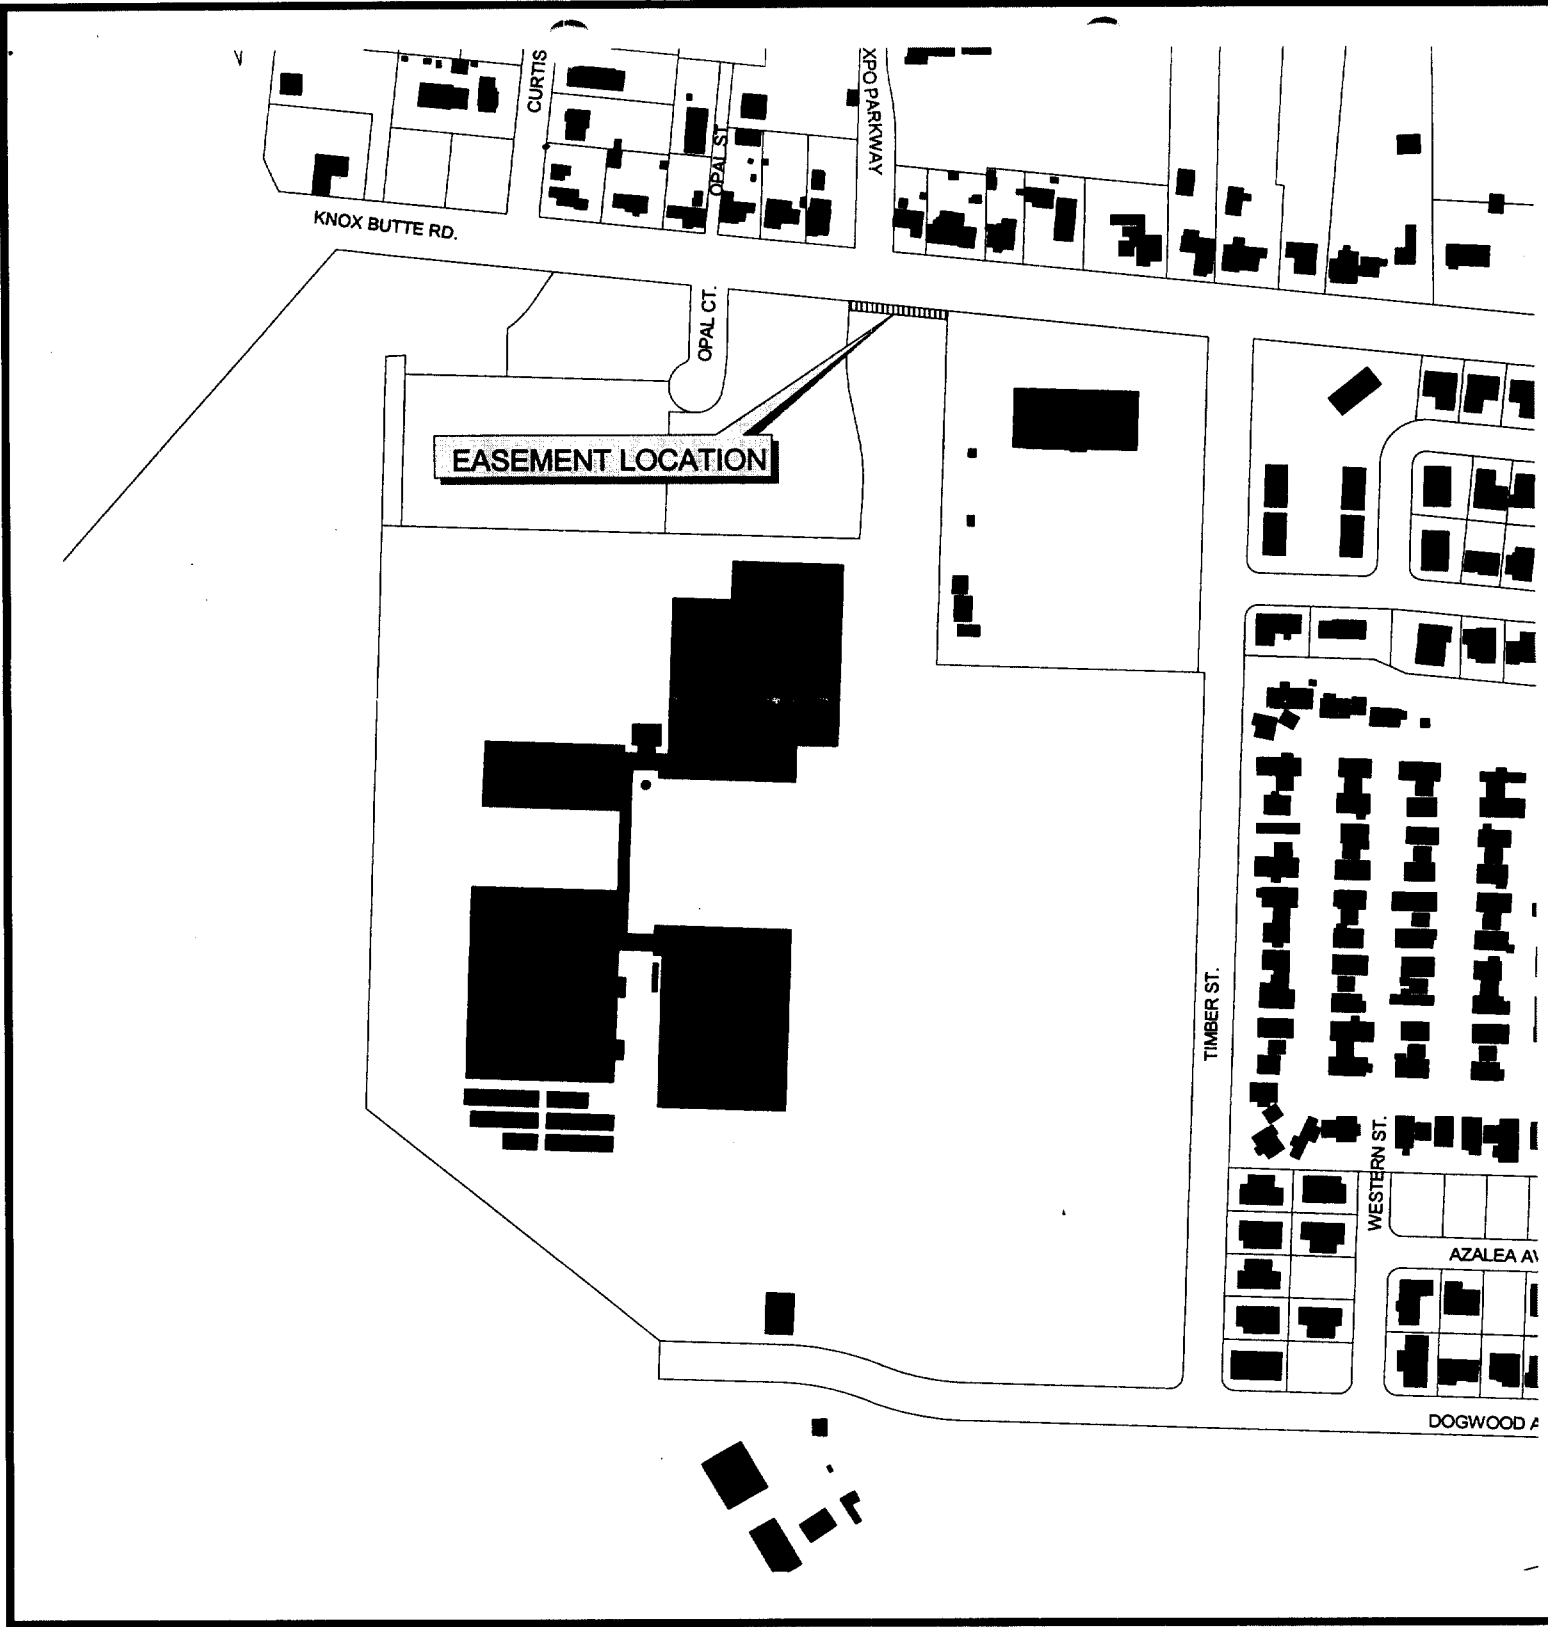 CURTIS
OPAL ST.
XPO PARKWAY
KNOX BUTTE RD.
OPAL CT.
EASEMENT LOCATION
TIMBER ST.
WESTERN ST.
AZALEA AV
DOGWOOD A